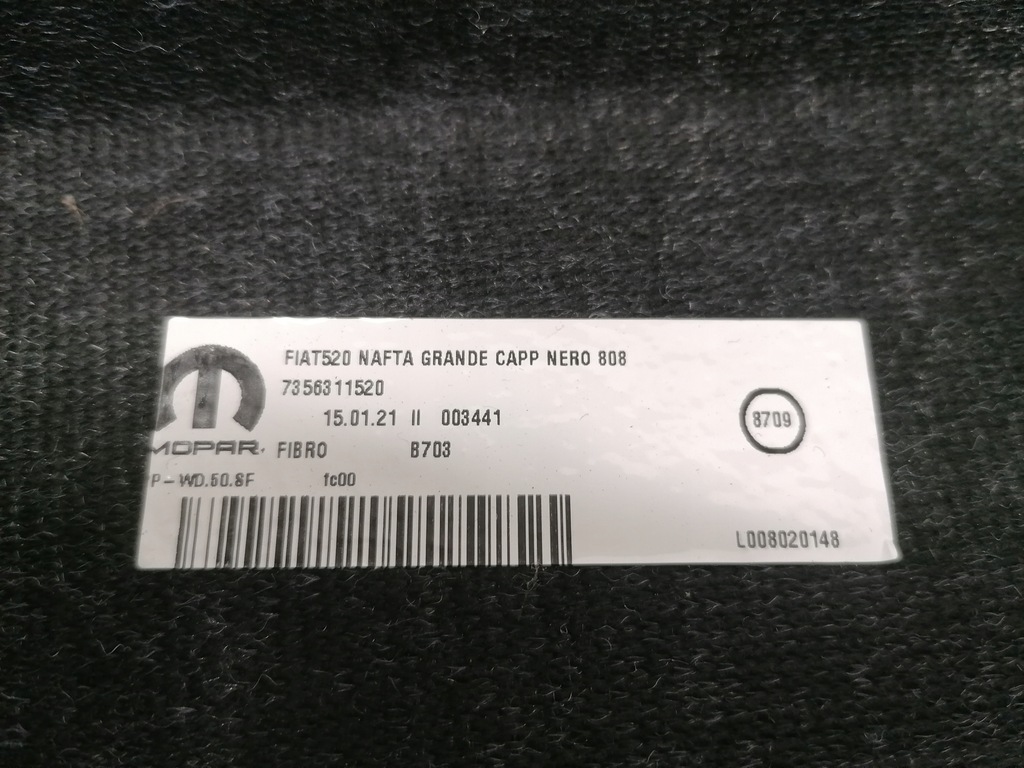 FIAT520 NAFTA GRANDE CAPP NERO 808
7356311520
15.01.21 II 003441
8709
MOPAR. FIBRO B703
P-WD.50.8F fc00
L008020148